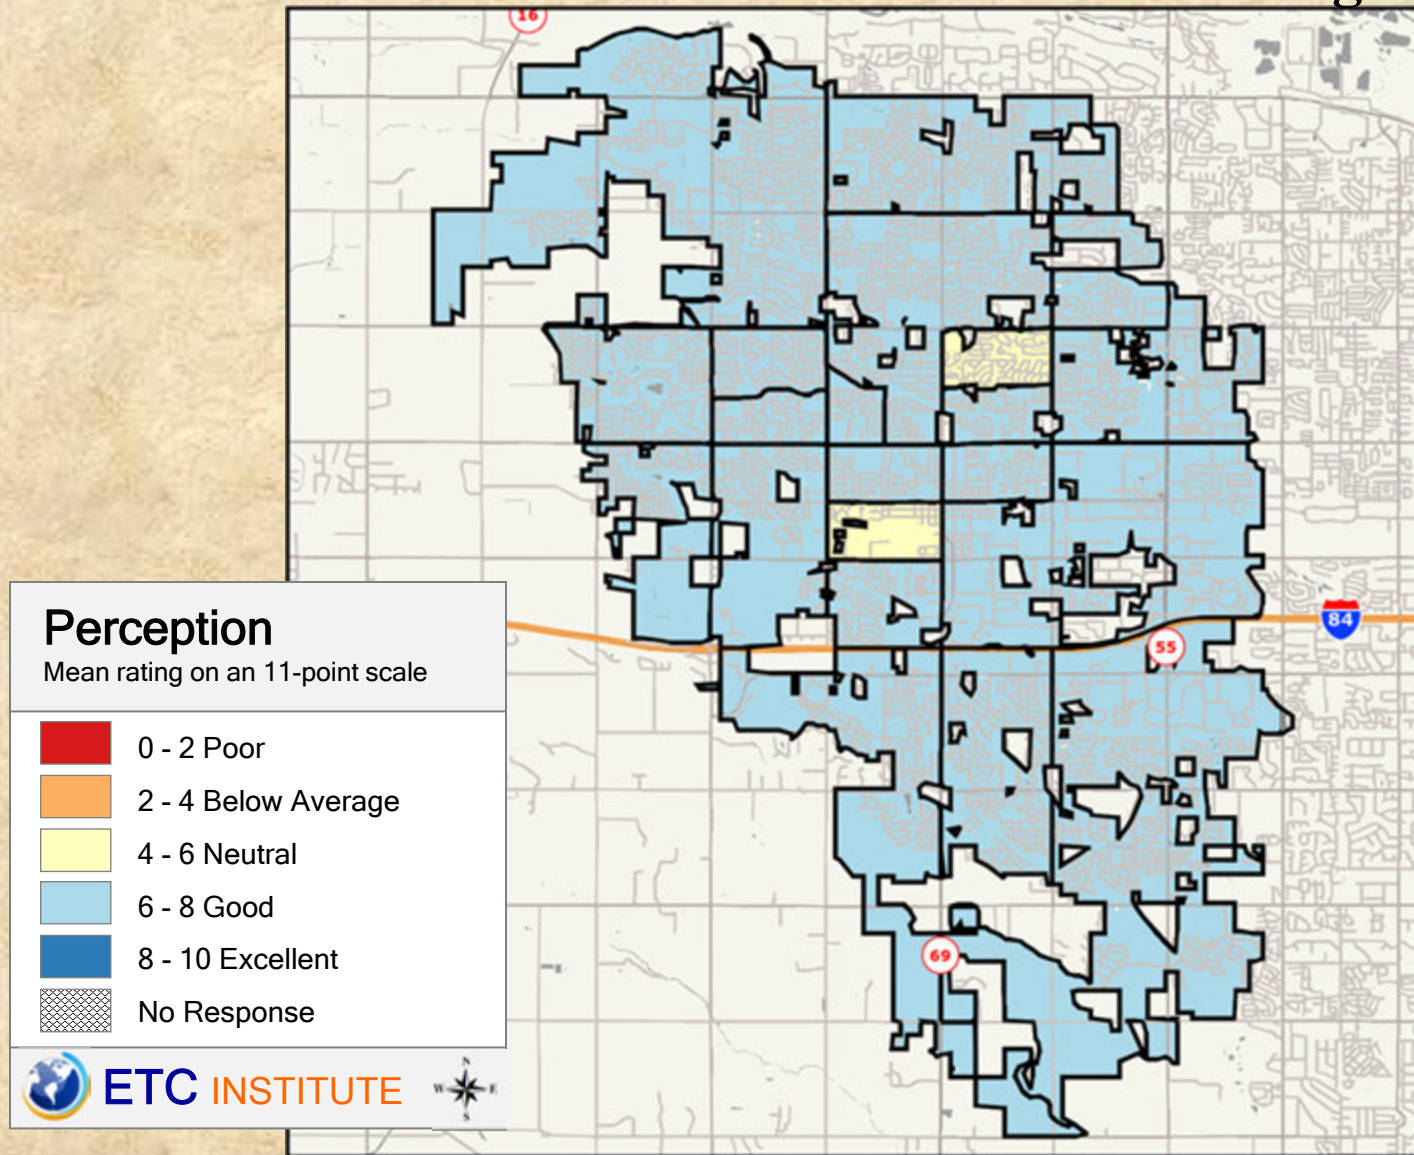 16
84
55
69
Perception
Mean rating on an 11-point scale
0 - 2 Poor
2 - 4 Below Average
4 - 6 Neutral
6 - 8 Good
8 - 10 Excellent
No Response
ETC INSTITUTE
N
W E
S